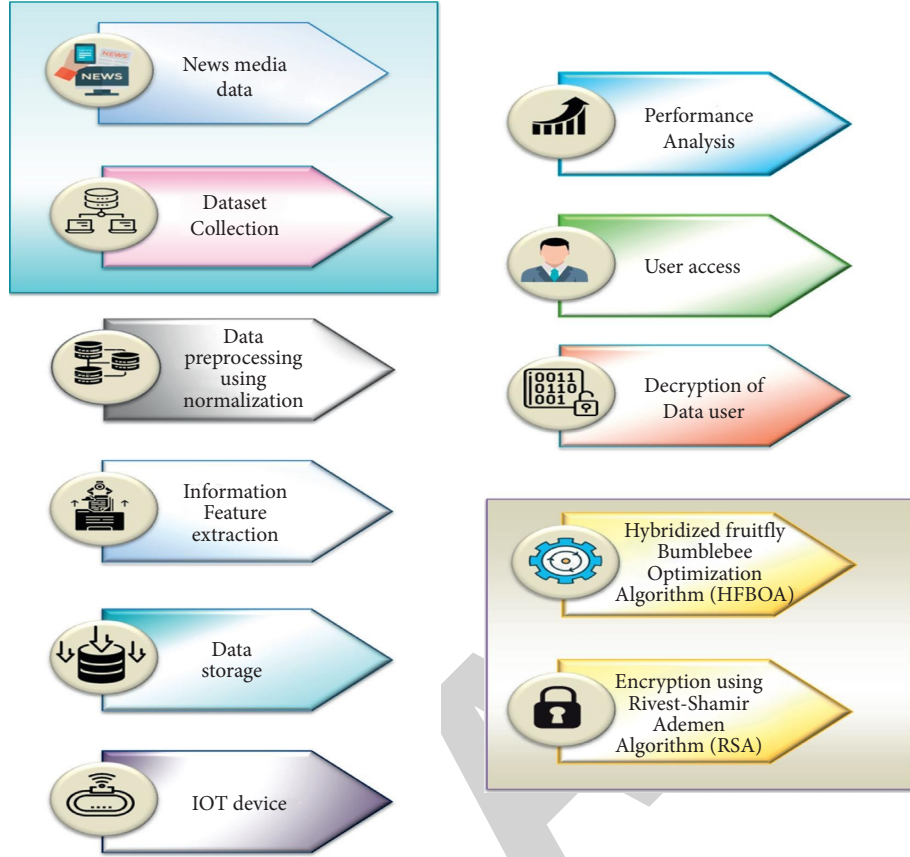 NEWS
NEWS
News media
data
Dataset
Collection
Data
preprocessing
using
normalization
Information
Feature
extraction
Data
storage
IOT device
Performance
Analysis
User access
0011
0110
001
Decryption of
Data user
Hybridized fruitfly
Bumblebee
Optimization
Algorithm (HFBOA)
Encryption using
Rivest-Shamir
Ademen
Algorithm (RSA)